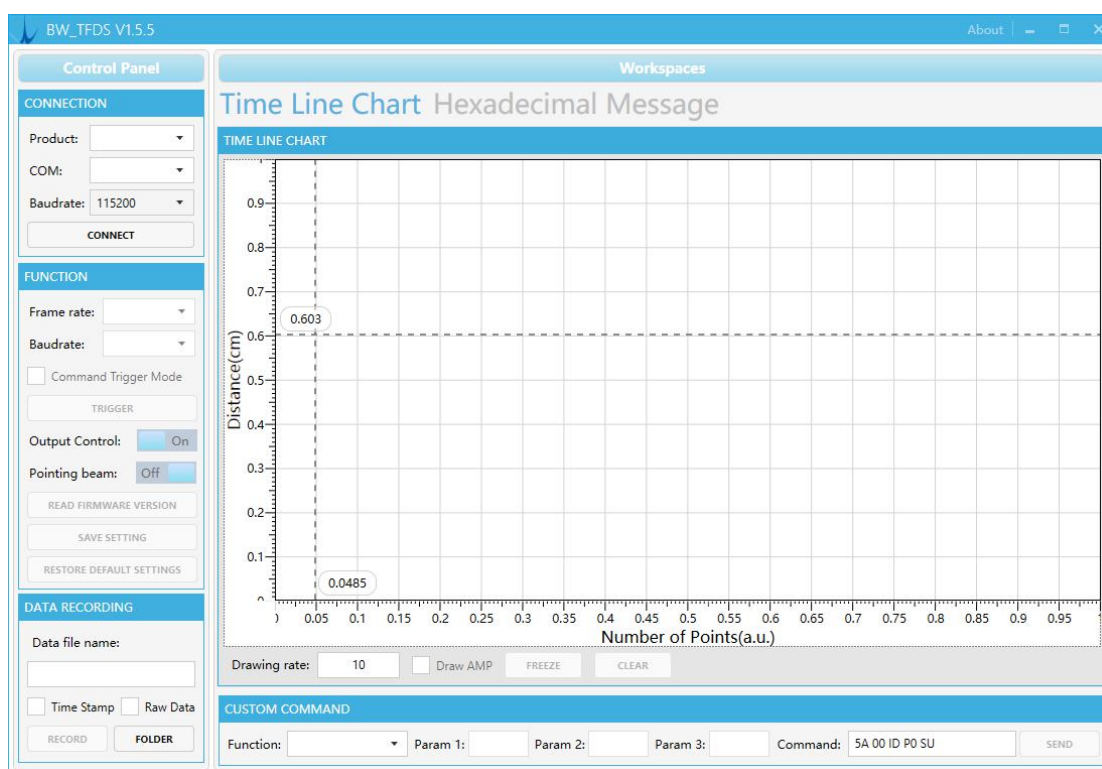 BW_TFDS V1.5.5 About
Control Panel
CONNECTION
Product:
COM:
Baudrate: 115200
CONNECT
FUNCTION
Frame rate:
Baudrate:
Command Trigger Mode
TRIGGER
Output Control: On
Pointing beam: Off
READ FIRMWARE VERSION
SAVE SETTING
RESTORE DEFAULT SETTINGS
DATA RECORDING
Data file name:
Time Stamp Raw Data
RECORD FOLDER
Workspaces
Time Line Chart Hexadecimal Message
TIME LINE CHART
Distance(cm)
0.9
0.8
0.7
0.603
0.6
0.5
0.4
0.3
0.2
0.1
0.0485
0.05 0.1 0.15 0.2 0.25 0.3 0.35 0.4 0.45 0.5 0.55 0.6 0.65 0.7 0.75 0.8 0.85 0.9 0.95
Number of Points(a.u.)
Drawing rate: 10 Draw AMP FREEZE CLEAR
CUSTOM COMMAND
Function: Param 1: Param 2: Param 3: Command: 5A 00 ID P0 SU SEND